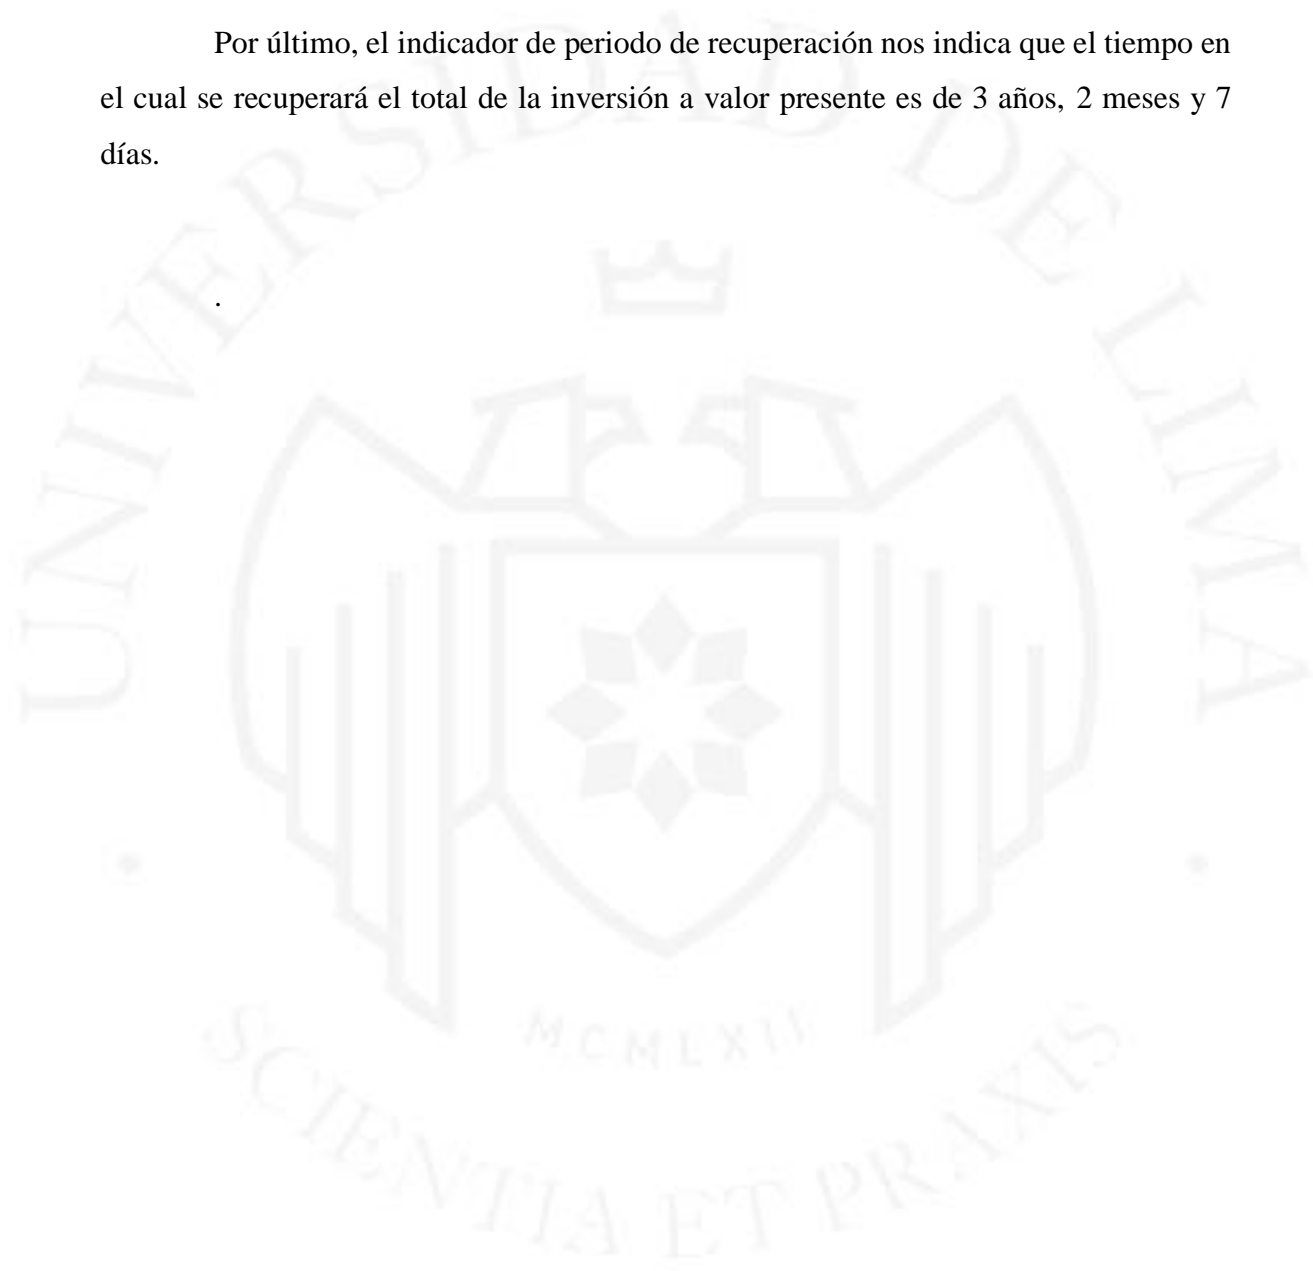 Por último, el indicador de periodo de recuperación nos indica que el tiempo en
el cual se recuperará el total de la inversión a valor presente es de 3 años, 2 meses y 7
días.
.
UNIVERSIDAD DE LIMA
MCMLXII
SCIENTIA ET PRAXIS